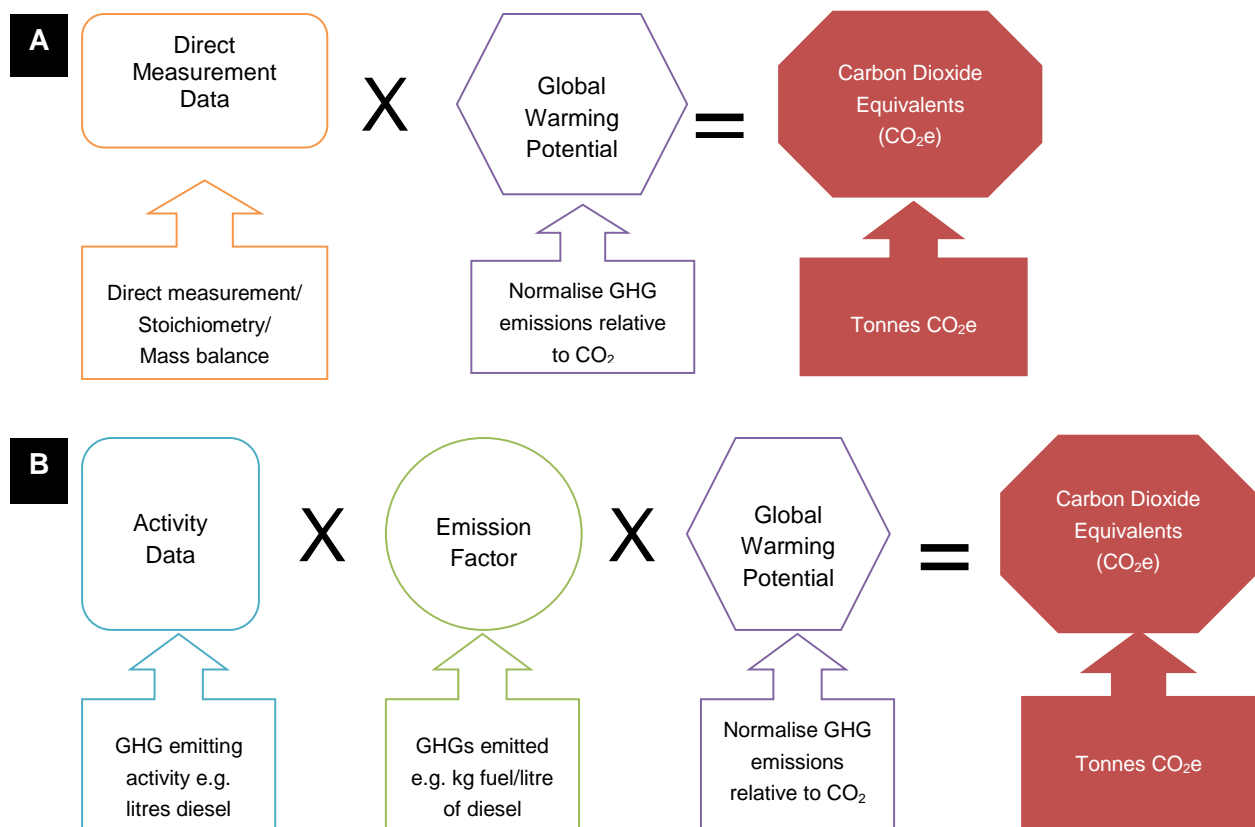 A
Direct
Measurement
Data
X
Global
Warming
Potential
=
Carbon Dioxide
Equivalents
(CO₂e)
Direct measurement/
Stoichiometry/
Mass balance
Normalise GHG
emissions relative
to CO₂
Tonnes CO₂e
B
Activity
Data
X
Emission
Factor
X
Global
Warming
Potential
=
Carbon Dioxide
Equivalents
(CO₂e)
GHG emitting
activity e.g.
litres diesel
GHGs emitted
e.g. kg fuel/litre
of diesel
Normalise GHG
emissions
relative to CO₂
Tonnes CO₂e